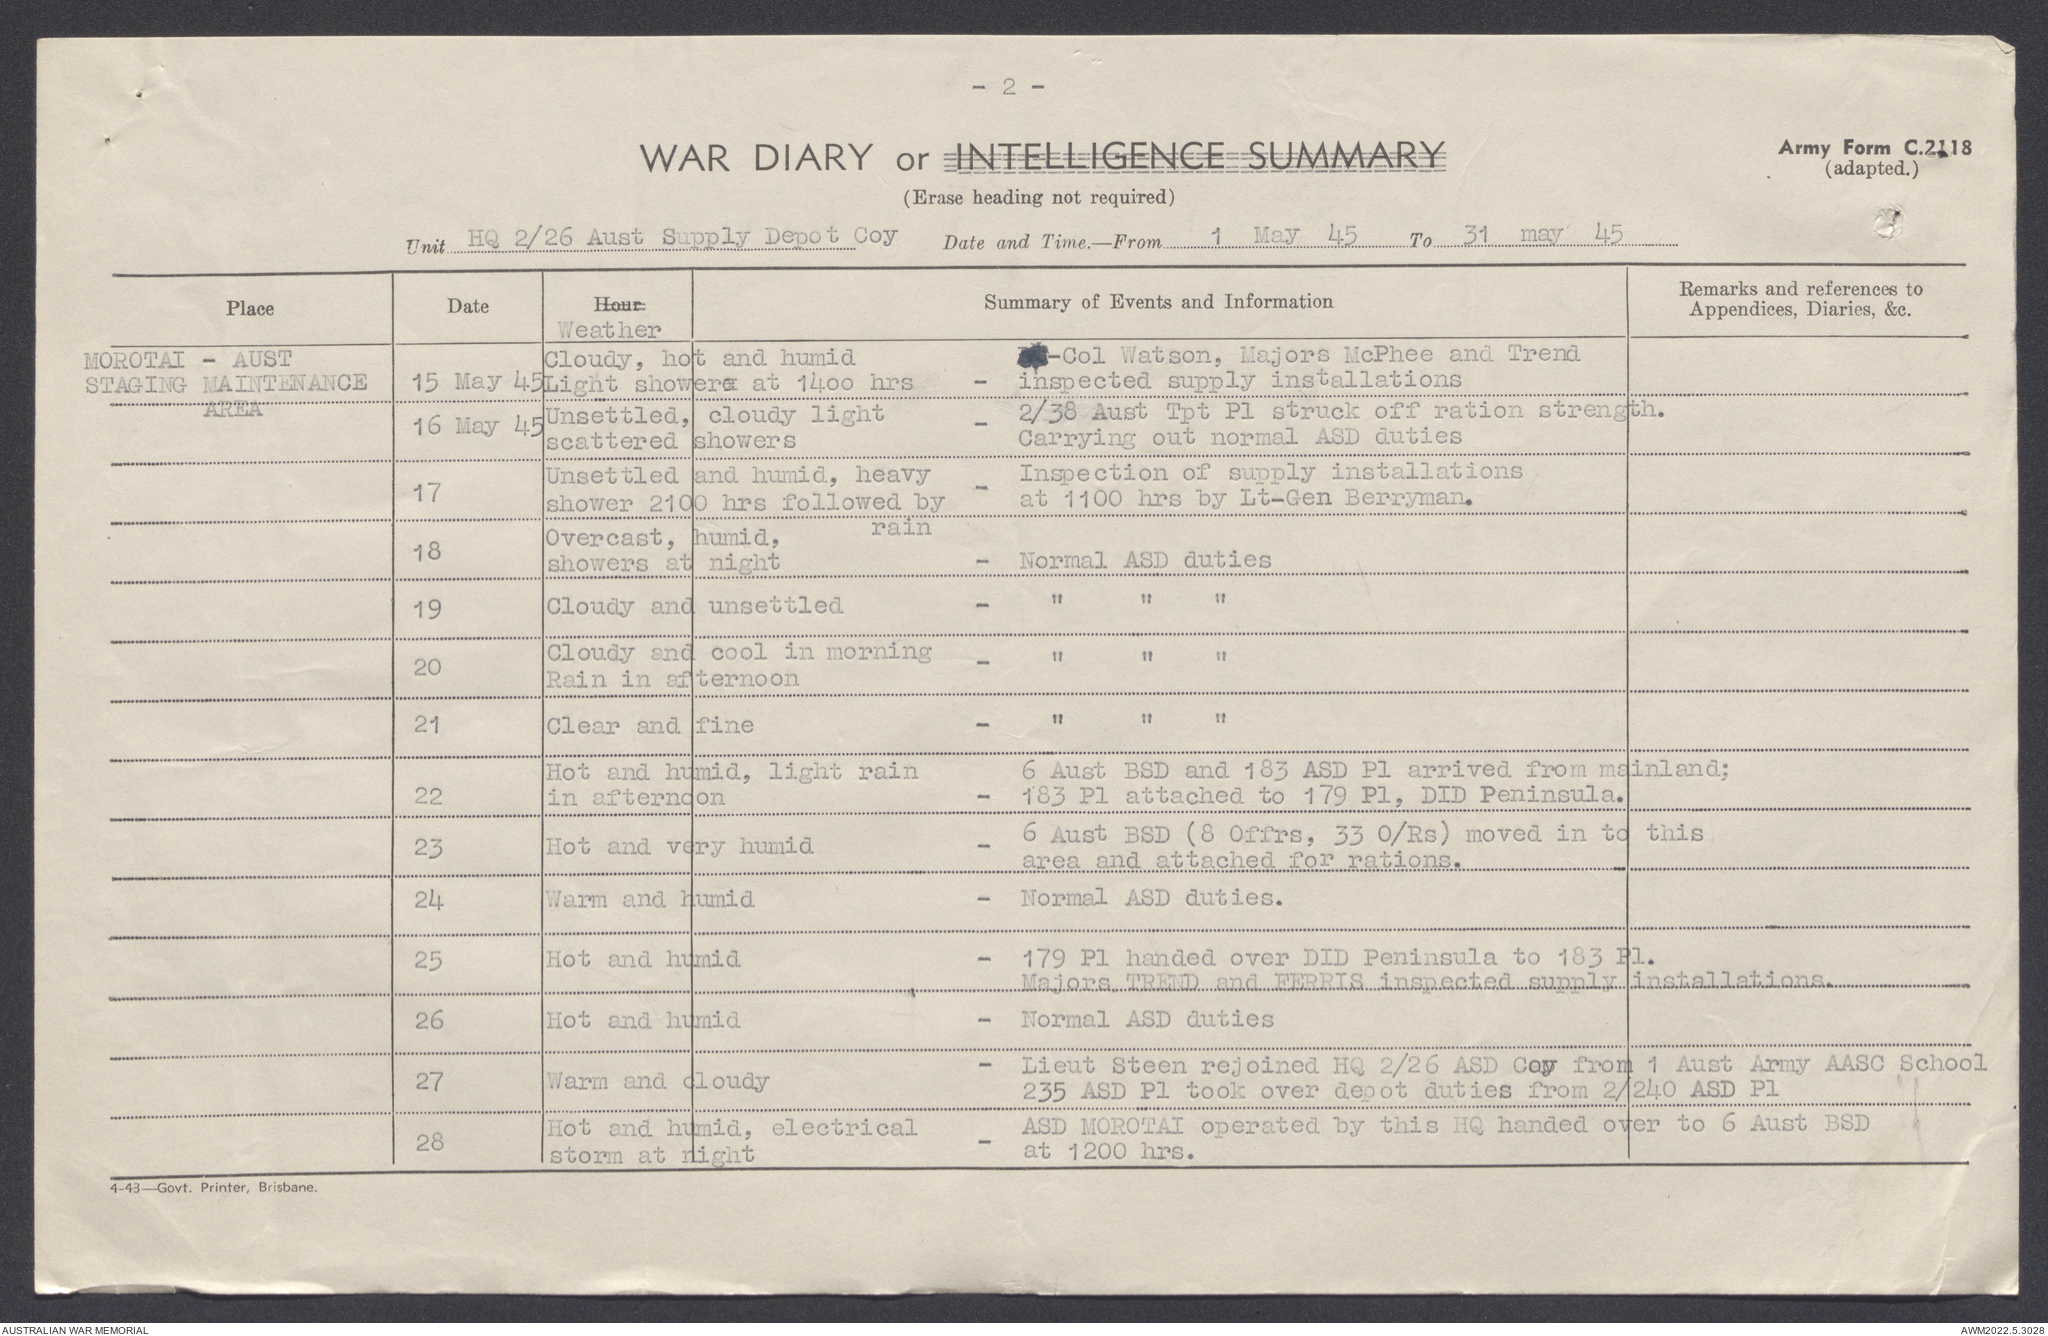 - 2 -
WAR DIARY or INTELLIGENCE SUMMARY
Army Form C.2118
(adapted.)
(Erase heading not required)
Unit HQ 2/26 Aust Supply Depot Coy Date and Time.—From 1 May 45 To 31 may 45
Place Date Hour Summary of Events and Information Remarks and references to
Appendices, Diaries, &c.
Weather
MOROTAI - AUST
STAGING MAINTENANCE
AREA
15 May 45 Cloudy, hot and humid -Col Watson, Majors McPhee and Trend
Light showers at 1400 hrs - inspected supply installations
16 May 45 Unsettled, cloudy light - 2/38 Aust Tpt Pl struck off ration strength.
scattered showers Carrying out normal ASD duties
17 Unsettled and humid, heavy - Inspection of supply installations
shower 2100 hrs followed by at 1100 hrs by Lt-Gen Berryman.
rain
18 Overcast, humid,
showers at night - Normal ASD duties
19 Cloudy and unsettled - " " "
20 Cloudy and cool in morning - " " "
Rain in afternoon
21 Clear and fine - " " "
22 Hot and humid, light rain 6 Aust BSD and 183 ASD Pl arrived from mainland;
in afternoon - 183 Pl attached to 179 Pl, DID Peninsula.
23 Hot and very humid - 6 Aust BSD (8 Offrs, 33 O/Rs) moved in to this
area and attached for rations.
24 Warm and humid - Normal ASD duties.
25 Hot and humid - 179 Pl handed over DID Peninsula to 183 Pl.
Majors TREND and FERRIS inspected supply installations.
26 Hot and humid - Normal ASD duties
27 Warm and cloudy - Lieut Steen rejoined HQ 2/26 ASD Coy from 1 Aust Army AASC School
235 ASD Pl took over depot duties from 2/240 ASD Pl
28 Hot and humid, electrical - ASD MOROTAI operated by this HQ handed over to 6 Aust BSD
storm at night at 1200 hrs.
4-43—Govt. Printer, Brisbane.
AUSTRALIAN WAR MEMORIAL
AWM2022.5.3028